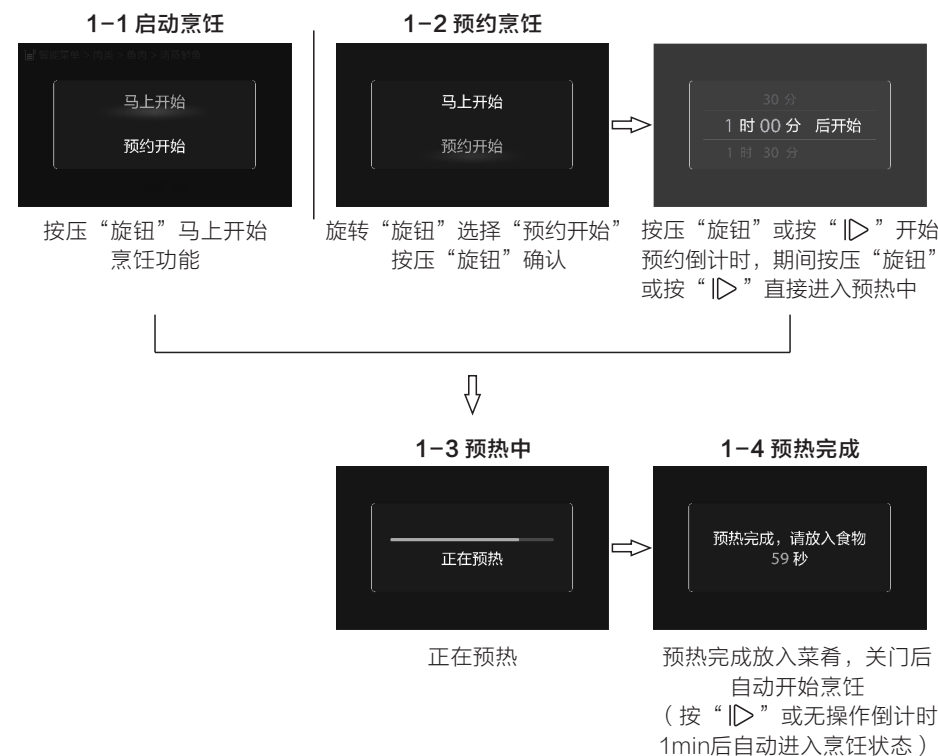 1-1 启动烹饪
马上开始
预约开始
按压“旋钮”马上开始
烹饪功能
1-2 预约烹饪
马上开始
预约开始
旋转“旋钮”选择“预约开始”
按压“旋钮”确认
30 分
1 时 00 分 后开始
1 时 30 分
按压“旋钮”或按“|▷”开始
预约倒计时，期间按压“旋钮”
或按“|▷”直接进入预热中
1-3 预热中
正在预热
正在预热
1-4 预热完成
预热完成，请放入食物
59 秒
预热完成放入菜肴，关门后
自动开始烹饪
（按“|▷”或无操作倒计时
1min后自动进入烹饪状态）